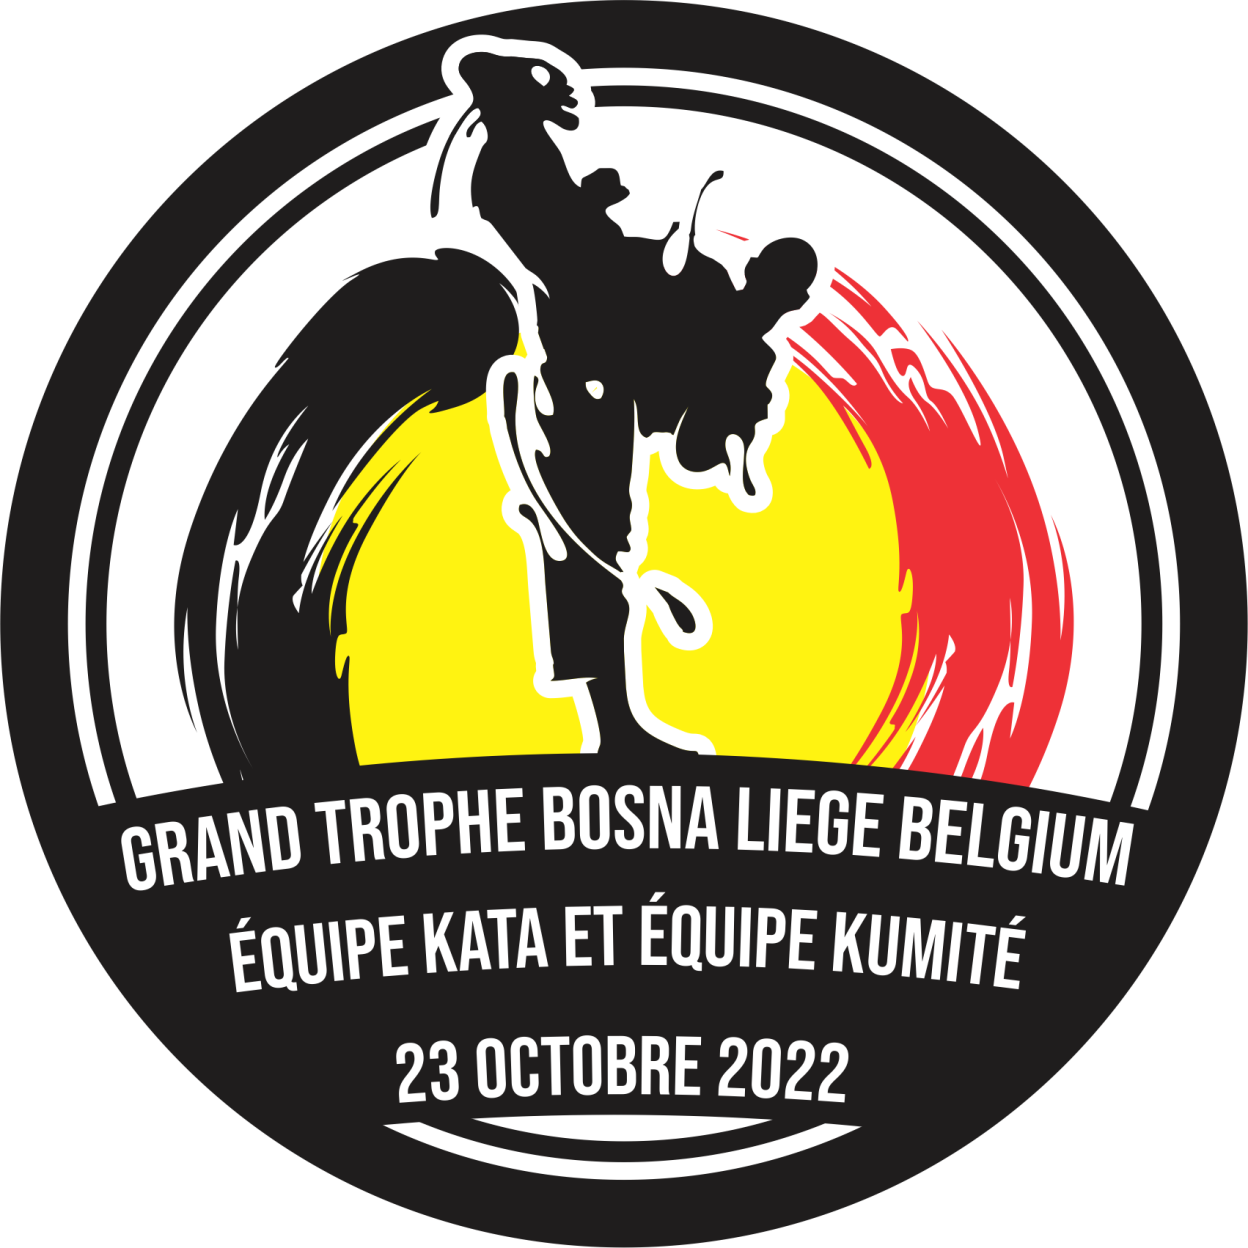 GRAND TROPHE BOSNA LIEGE BELGIUM
ÉQUIPE KATA ET ÉQUIPE KUMITÉ
23 OCTOBRE 2022